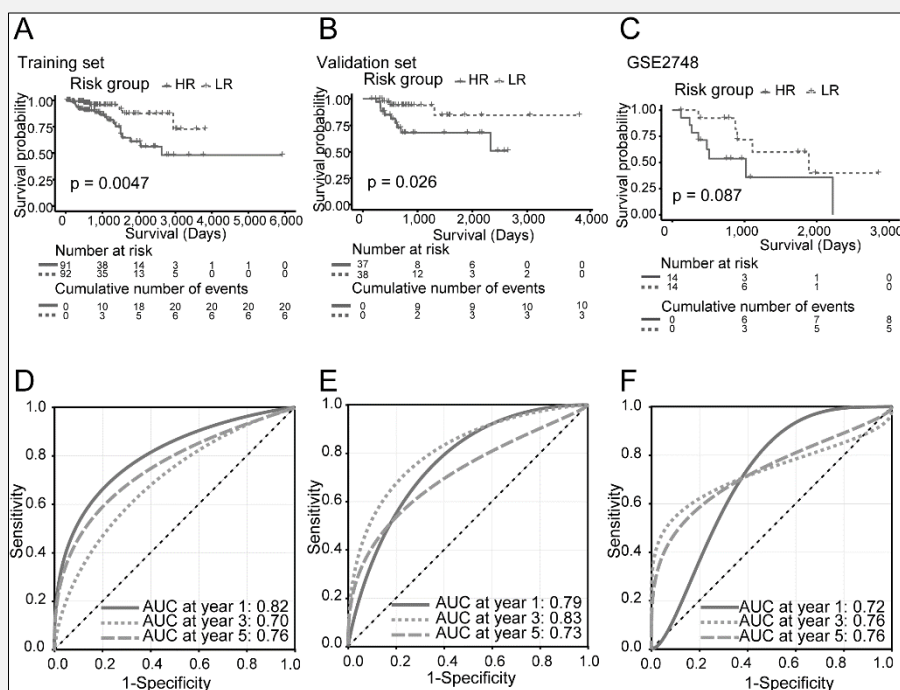 A
Training set
Risk group HR LR
Survival probability
1.00
0.75
0.50
0.25
0.00
p = 0.0047
0 1,000 2,000 3,000 4,000 5,000 6,000
Survival (Days)
Number at risk
91 38 14 3 1 1 0
92 35 13 5 0 0 0
Cumulative number of events
0 10 18 20 20 20 20
0 3 5 6 6 6 6
B
Validation set
Risk group HR LR
Survival probability
1.00
0.75
0.50
0.25
0.00
p = 0.026
0 1,000 2,000 3,000 4,000
Survival (Days)
Number at risk
37 8 6 0 0
38 12 3 2 0
Cumulative number of events
0 9 9 10 10
0 2 3 3 3
C
GSE2748
Risk group HR LR
Survival probability
1.00
0.75
0.50
0.25
0.00
p = 0.087
0 1,000 2,000 3,000
Survival (Days)
Number at risk
14 3 1 0
14 6 1 0
Cumulative number of events
0 6 7 8
0 3 5 5
D
Sensitivity
1.0
0.8
0.6
0.4
0.2
0.0
AUC at year 1: 0.82
AUC at year 3: 0.70
AUC at year 5: 0.76
0.0 0.2 0.4 0.6 0.8 1.0
1-Specificity
E
Sensitivity
1.0
0.8
0.6
0.4
0.2
0.0
AUC at year 1: 0.79
AUC at year 3: 0.83
AUC at year 5: 0.73
0.0 0.2 0.4 0.6 0.8 1.0
1-Specificity
F
Sensitivity
1.0
0.8
0.6
0.4
0.2
0.0
AUC at year 1: 0.72
AUC at year 3: 0.76
AUC at year 5: 0.76
0.0 0.2 0.4 0.6 0.8 1.0
1-Specificity